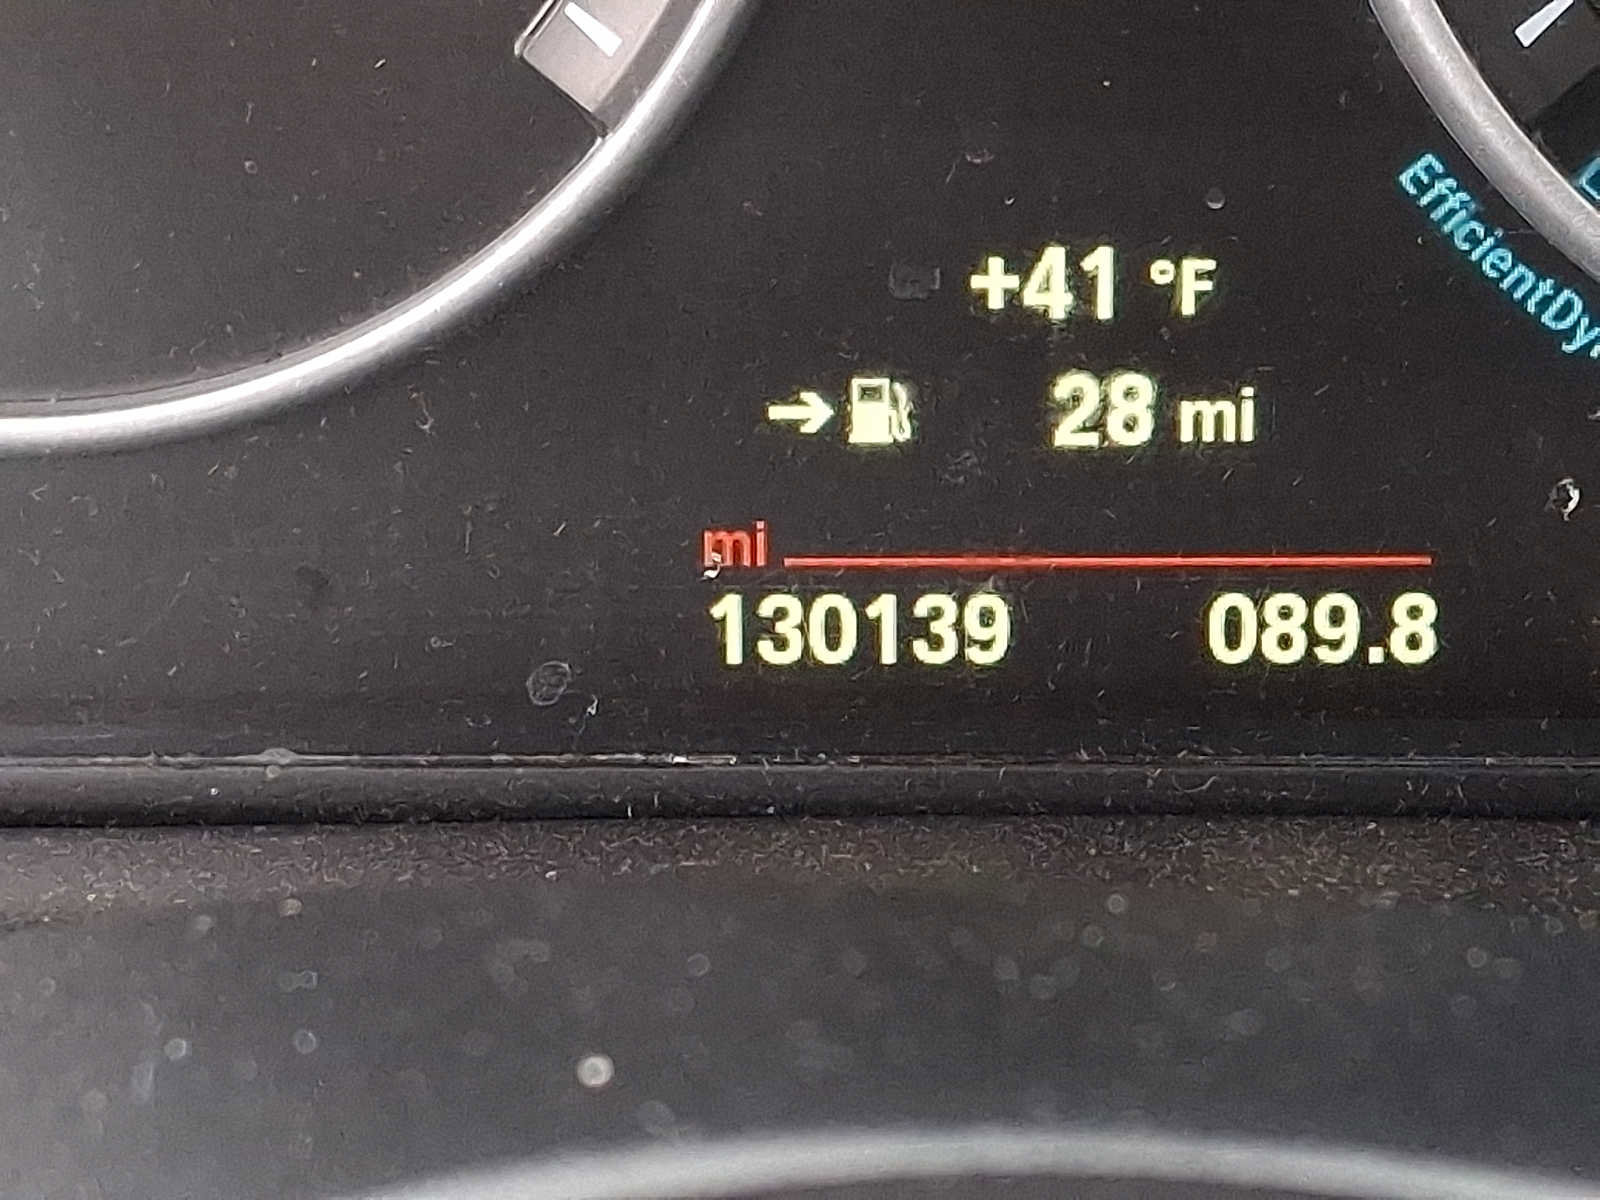 +41 °F
→ 28 mi
mi
130139 089.8
EfficientDy